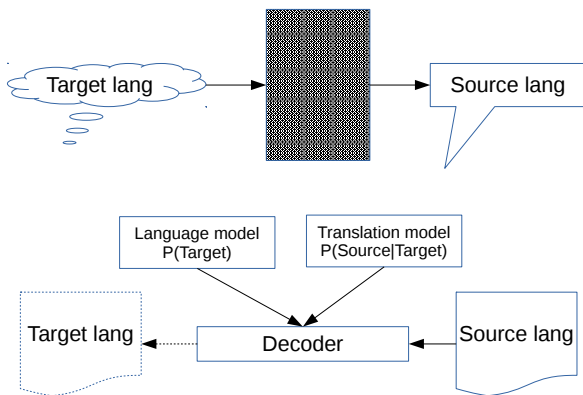 Target lang
Source lang
Language model
P(Target)
Translation model
P(Source|Target)
Target lang
Decoder
Source lang